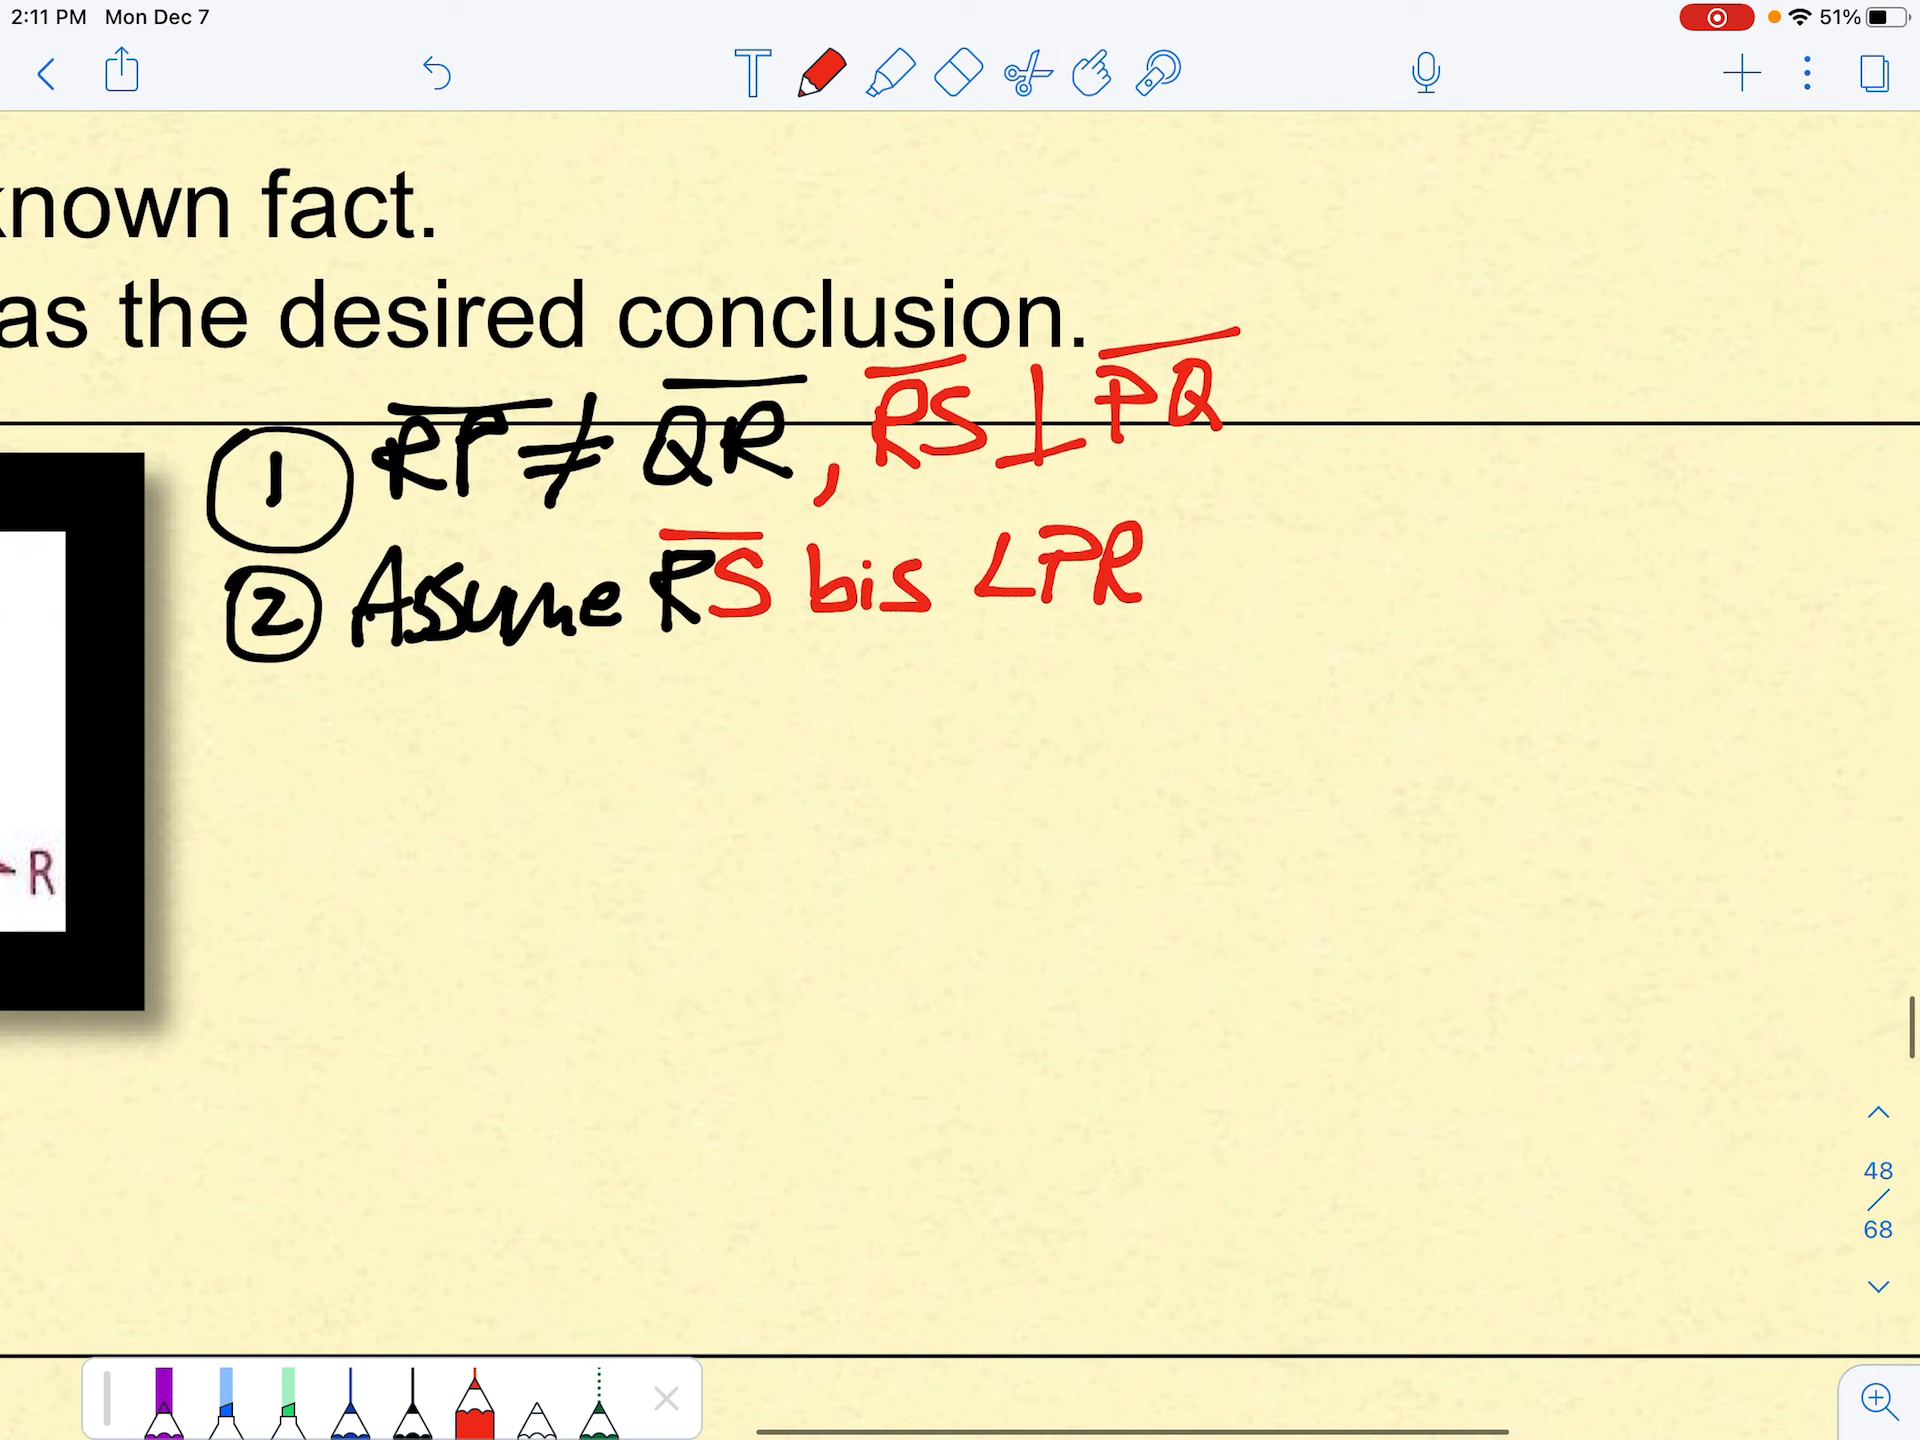 2:11 PM Mon Dec 7
51%
known fact.
as the desired conclusion.
① RP ≠ QR, RS ⊥ PQ
② Assume RS bis ∠PR
R
48
/
68